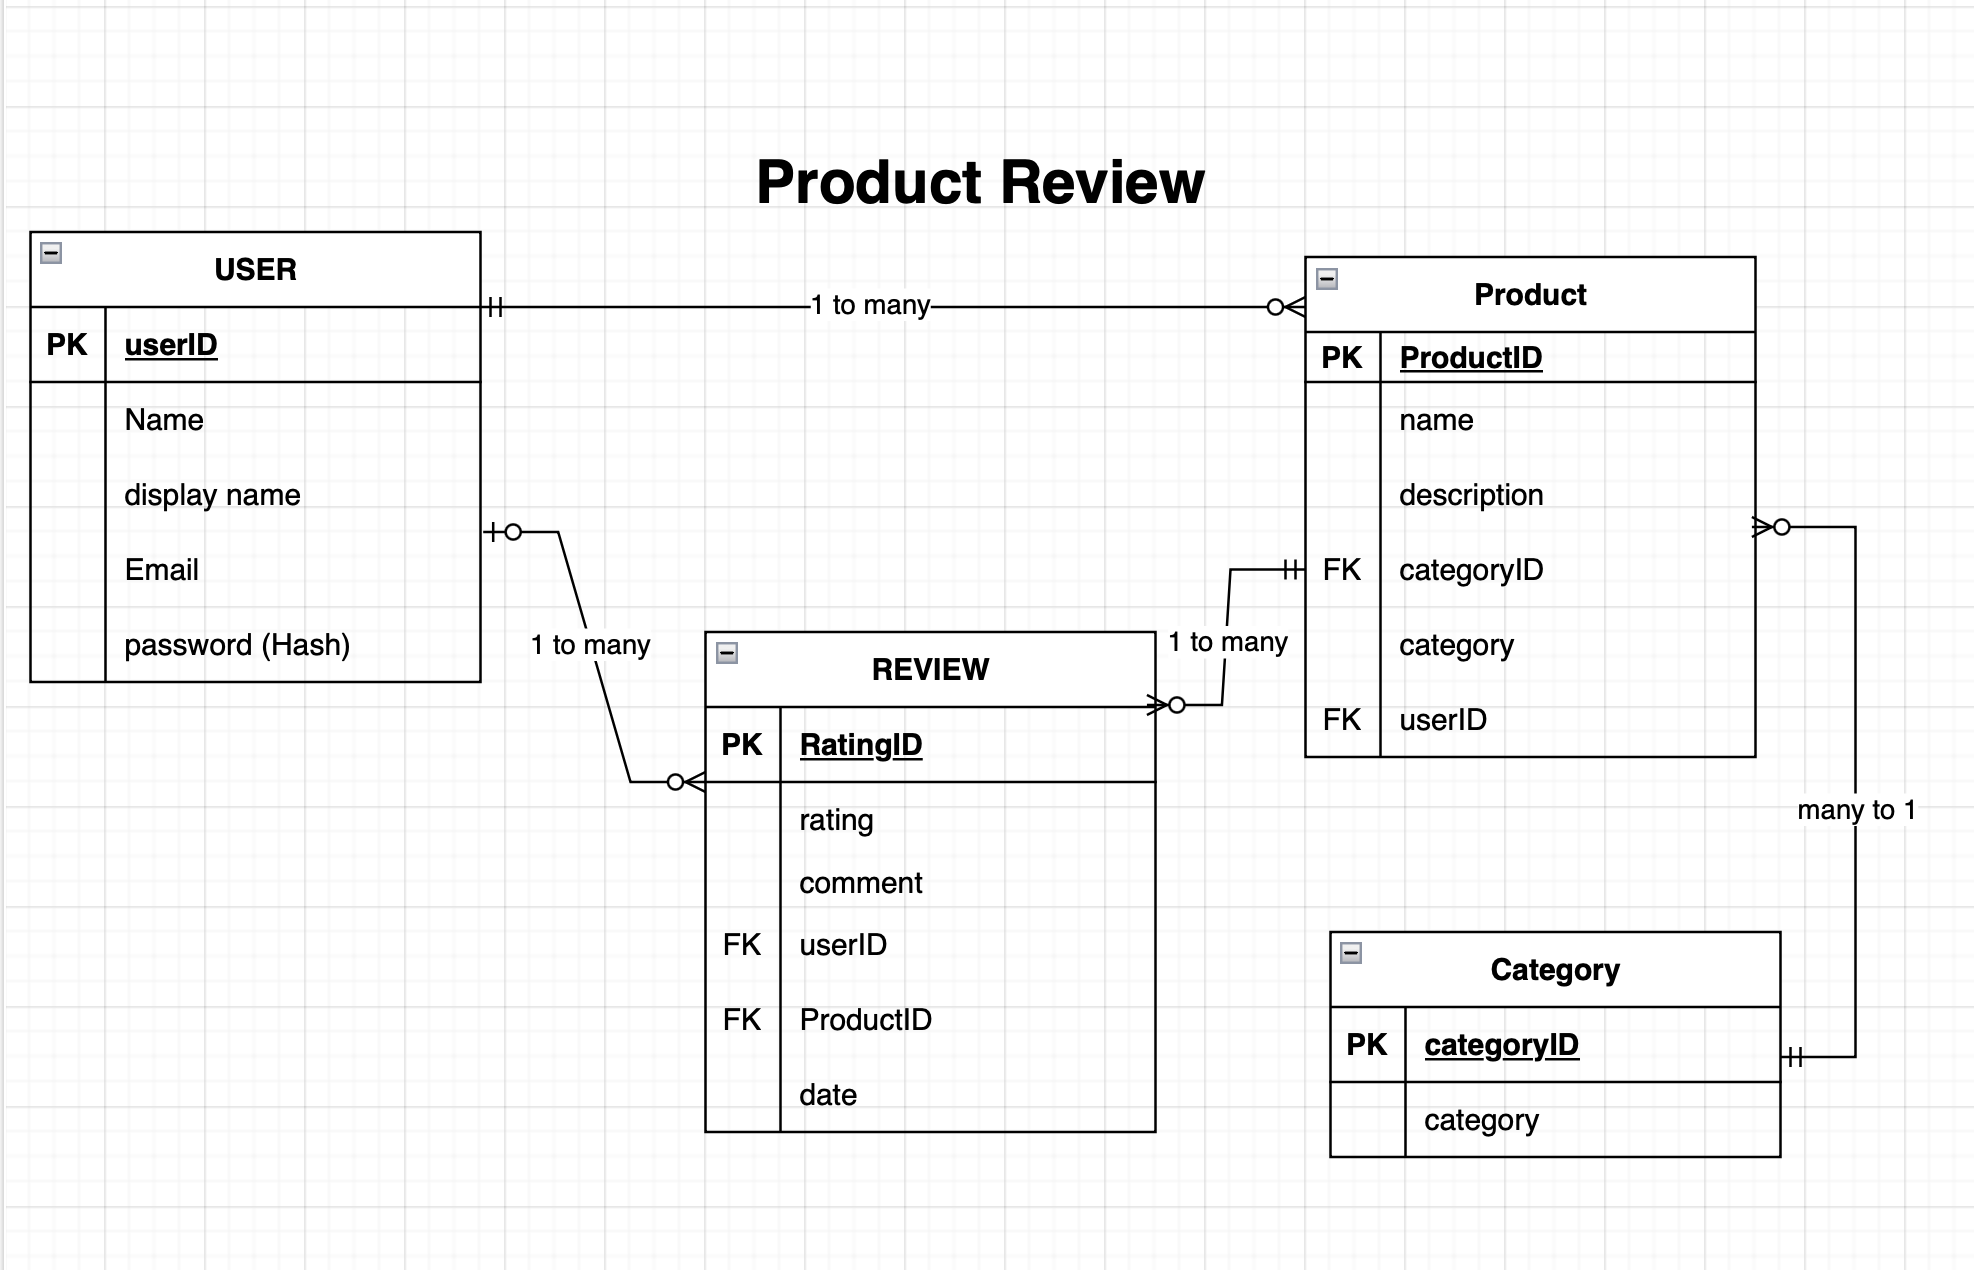 Product Review
USER
PK userID
Name
display name
Email
password (Hash)
1 to many
1 to many
REVIEW
PK RatingID
rating
comment
FK userID
FK ProductID
date
1 to many
Product
PK ProductID
name
description
FK categoryID
category
FK userID
many to 1
Category
PK categoryID
category